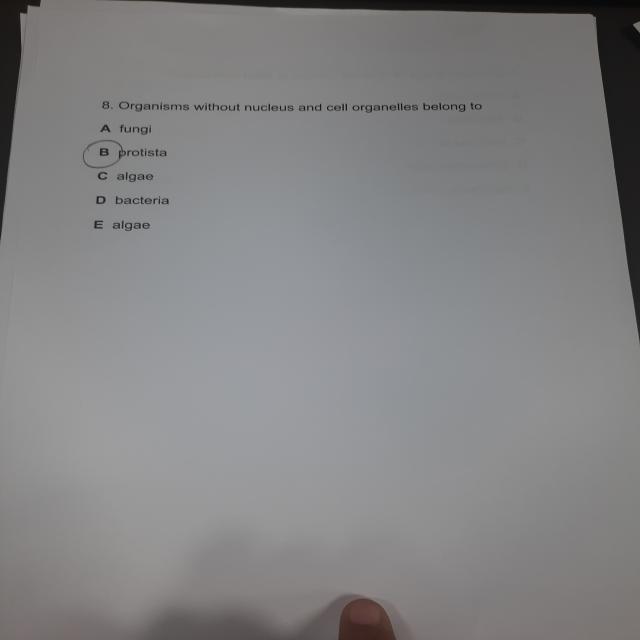 8. Organisms without nucleus and cell organelles belong to
A fungi
B protista
C algae
D bacteria
E algae